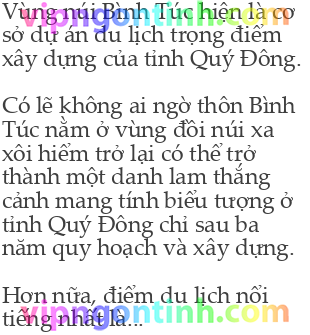 Vùng núi Bình Túc hiện là cơ
vipngontinh.com
sở dự án du lịch trọng điểm
xây dựng của tỉnh Quý Đông.
Có lẽ không ai ngờ thôn Bình
Túc nằm ở vùng đồi núi xa
xôi hiểm trở lại có thể trở
thành một danh lam thắng
cảnh mang tính biểu tượng ở
tỉnh Quý Đông chỉ sau ba
năm quy hoạch và xây dựng.
Hơn nữa, điểm du lịch nổi
vipngontinh.com
tiếng nhất là...